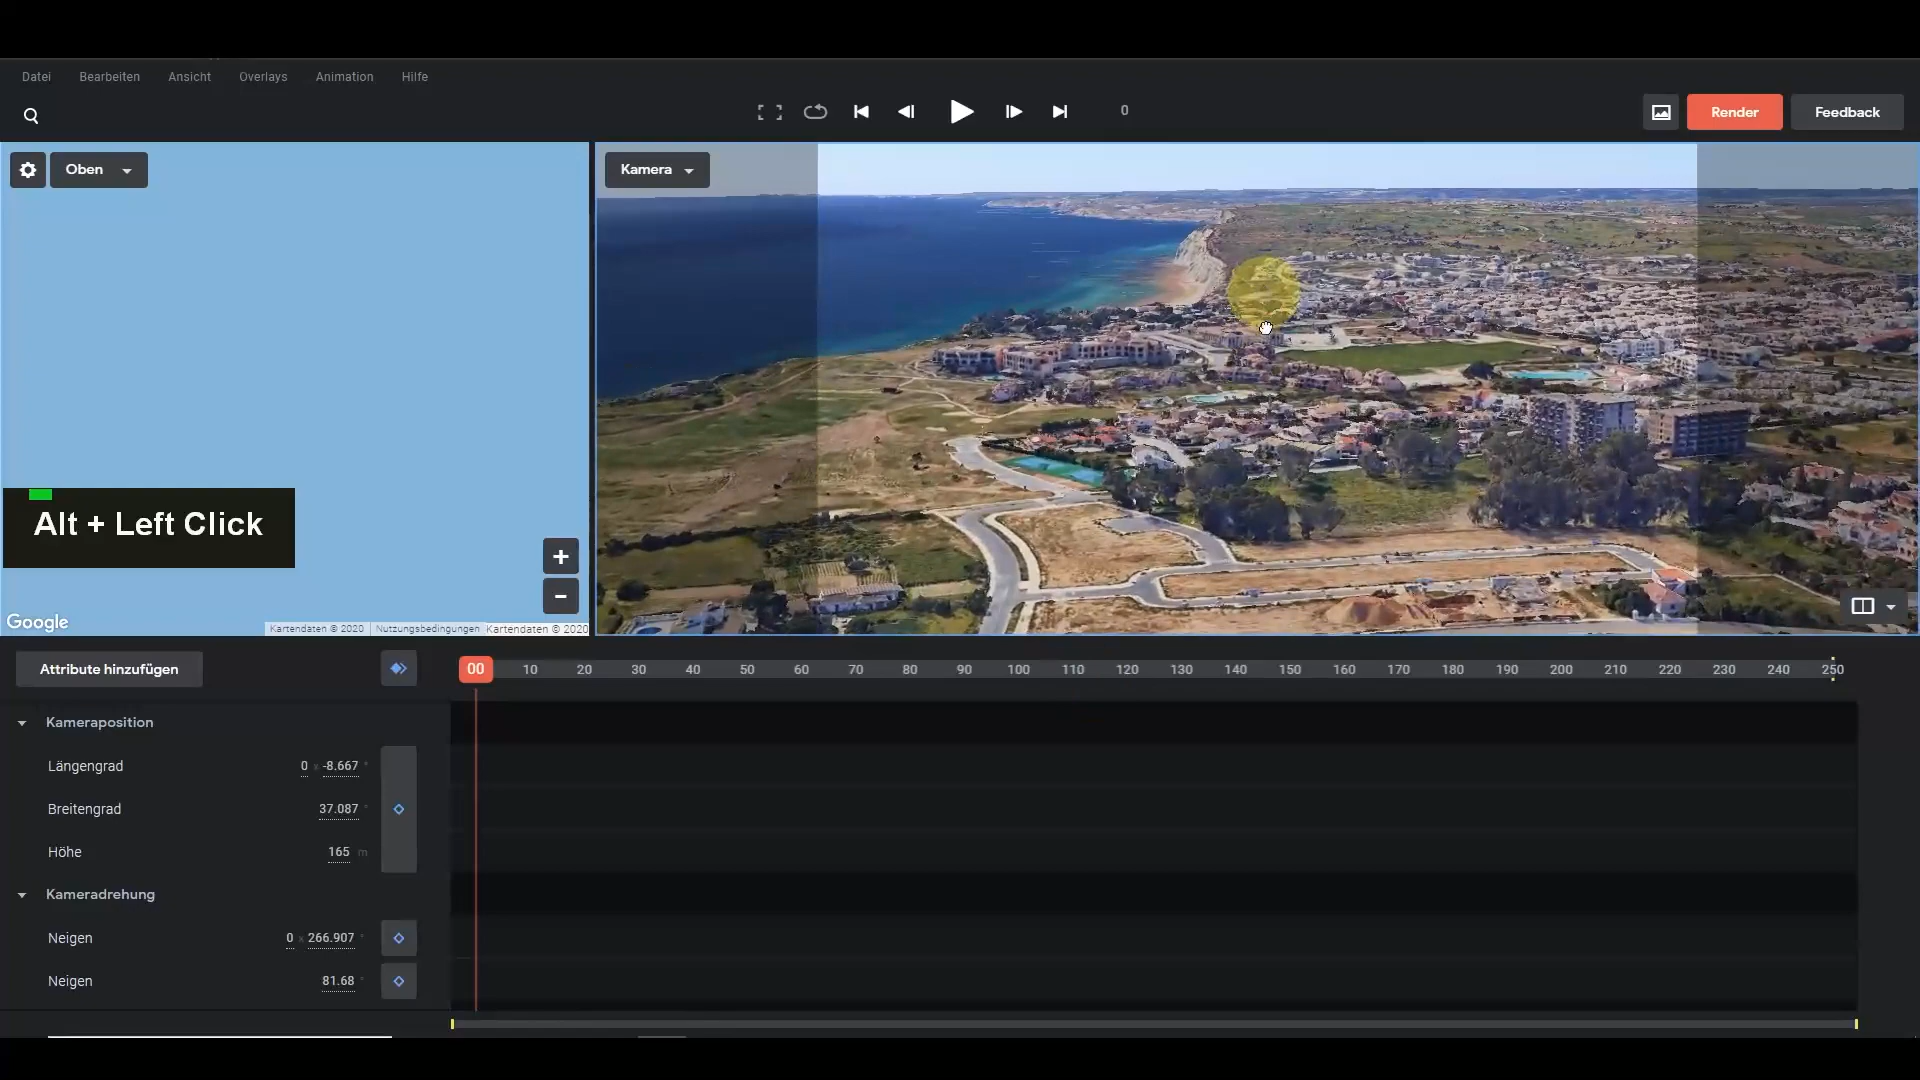 Datei Bearbeiten Ansicht Overlays Animation Hilfe
0 Render Feedback
Oben
Kamera
Alt + Left Click
+
−
Google
Kartendaten © 2020 Nutzungsbedingungen Kartendaten © 2020
Attribute hinzufügen
00 10 20 30 40 50 60 70 80 90 100 110 120 130 140 150 160 170 180 190 200 210 220 230 240 250
Kameraposition
Längengrad 0 x -8.667 °
Breitengrad 37.087 °
Höhe 165 m
Kameradrehung
Neigen 0 x 266.907 °
Neigen 81.68 °